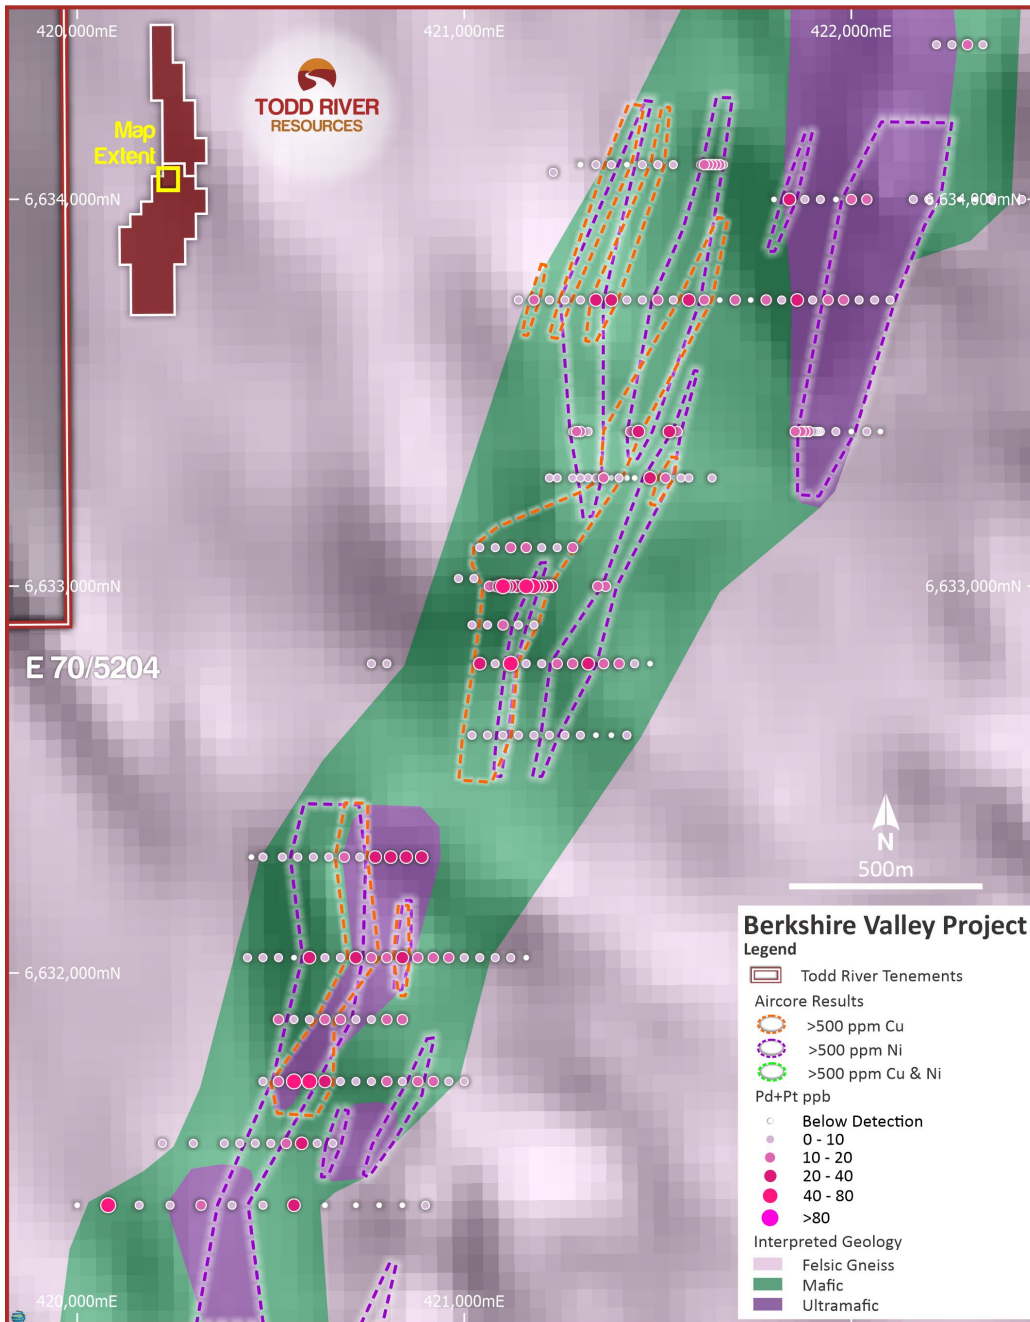 420,000mE
421,000mE
422,000mE
TODD RIVER
RESOURCES
Map
Extent
6,634,000mN
6,634,000mN
6,633,000mN
6,633,000mN
E 70/5204
N
500m
6,632,000mN
Berkshire Valley Project
Legend
Todd River Tenements
Aircore Results
>500 ppm Cu
>500 ppm Ni
>500 ppm Cu & Ni
Pd+Pt ppb
Below Detection
0 - 10
10 - 20
20 - 40
40 - 80
>80
Interpreted Geology
Felsic Gneiss
Mafic
Ultramafic
420,000mE
421,000mE